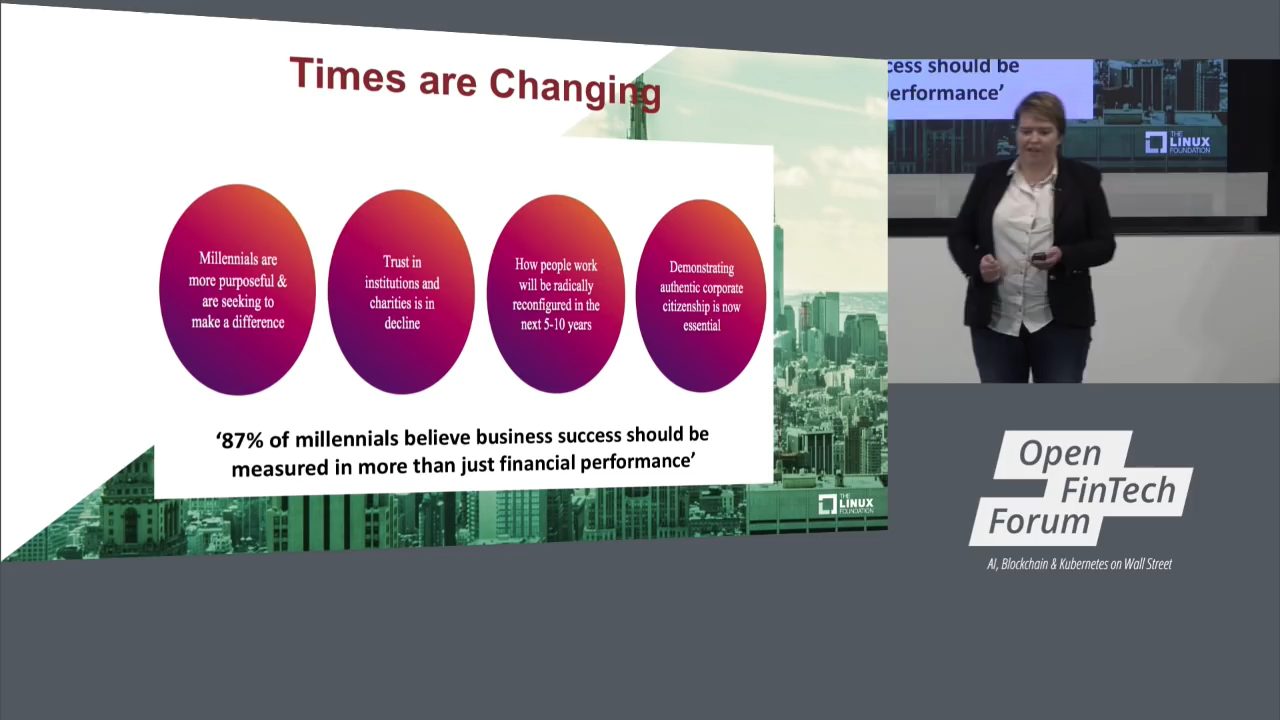 Times are Changing
Millennials are
more purposeful &
are seeking to
make a difference
Trust in
institutions and
charities is in
decline
How people work
will be radically
reconfigured in the
next 5-10 years
Demonstrating
authentic corporate
citizenship is now
essential
‘87% of millennials believe business success should be
measured in more than just financial performance’
THE
LINUX
FOUNDATION
cess should be
erformance’
THE
LINUX
FOUNDATION
Open
FinTech
Forum
AI, Blockchain & Kubernetes on Wall Street